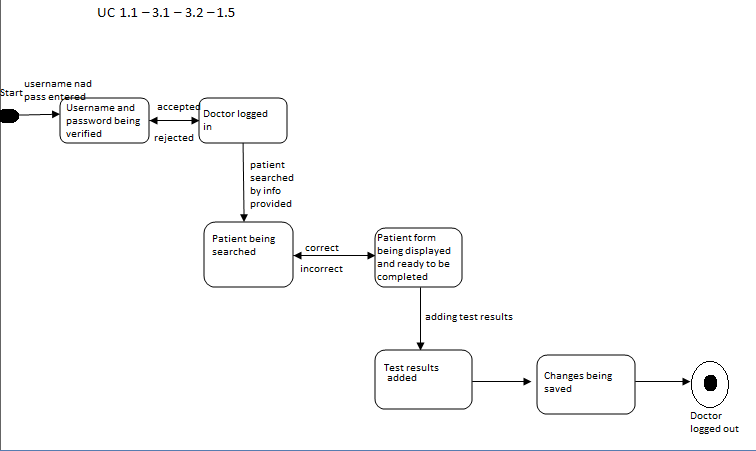 UC 1.1 – 3.1 – 3.2 – 1.5
username nad
Start
pass entered
Username and
password being
verified
accepted
rejected
Doctor logged
in
patient
searched
by info
provided
Patient being
searched
correct
incorrect
Patient form
being displayed
and ready to be
completed
adding test results
Test results
added
Changes being
saved
Doctor
logged out